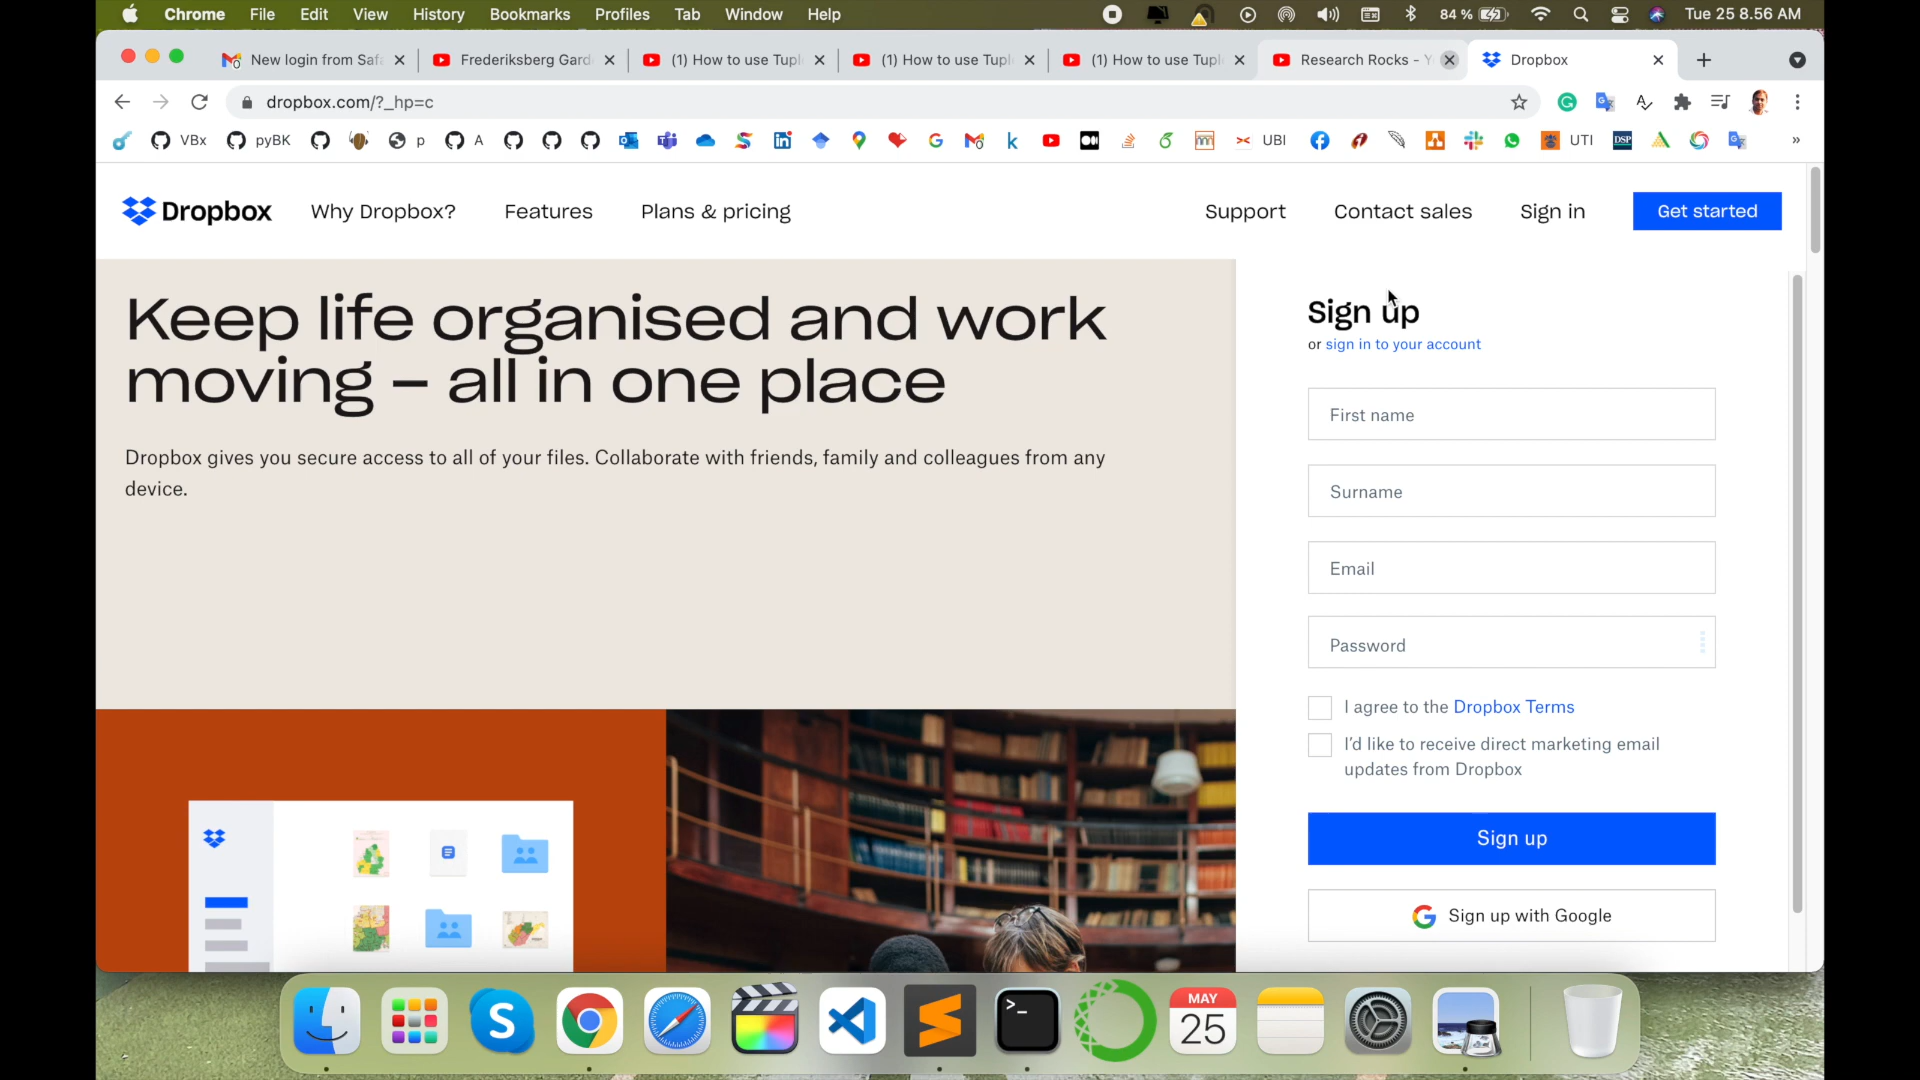 Chrome File Edit View History Bookmarks Profiles Tab Window Help
84 % Tue 25 8.56 AM
New login from Saf
Frederiksberg Gard
(1) How to use Tupl
(1) How to use Tupl
(1) How to use Tupl
Research Rocks - Y
Dropbox
dropbox.com/?_hp=c
VBx pyBK p A UBI UTI DSP »
Dropbox Why Dropbox? Features Plans & pricing Support Contact sales Sign in Get started
Keep life organised and work
moving – all in one place
Dropbox gives you secure access to all of your files. Collaborate with friends, family and colleagues from any
device.
Sign up
or sign in to your account
First name
Surname
Email
Password
I agree to the Dropbox Terms
I'd like to receive direct marketing email
updates from Dropbox
Sign up
Sign up with Google
MAY
25